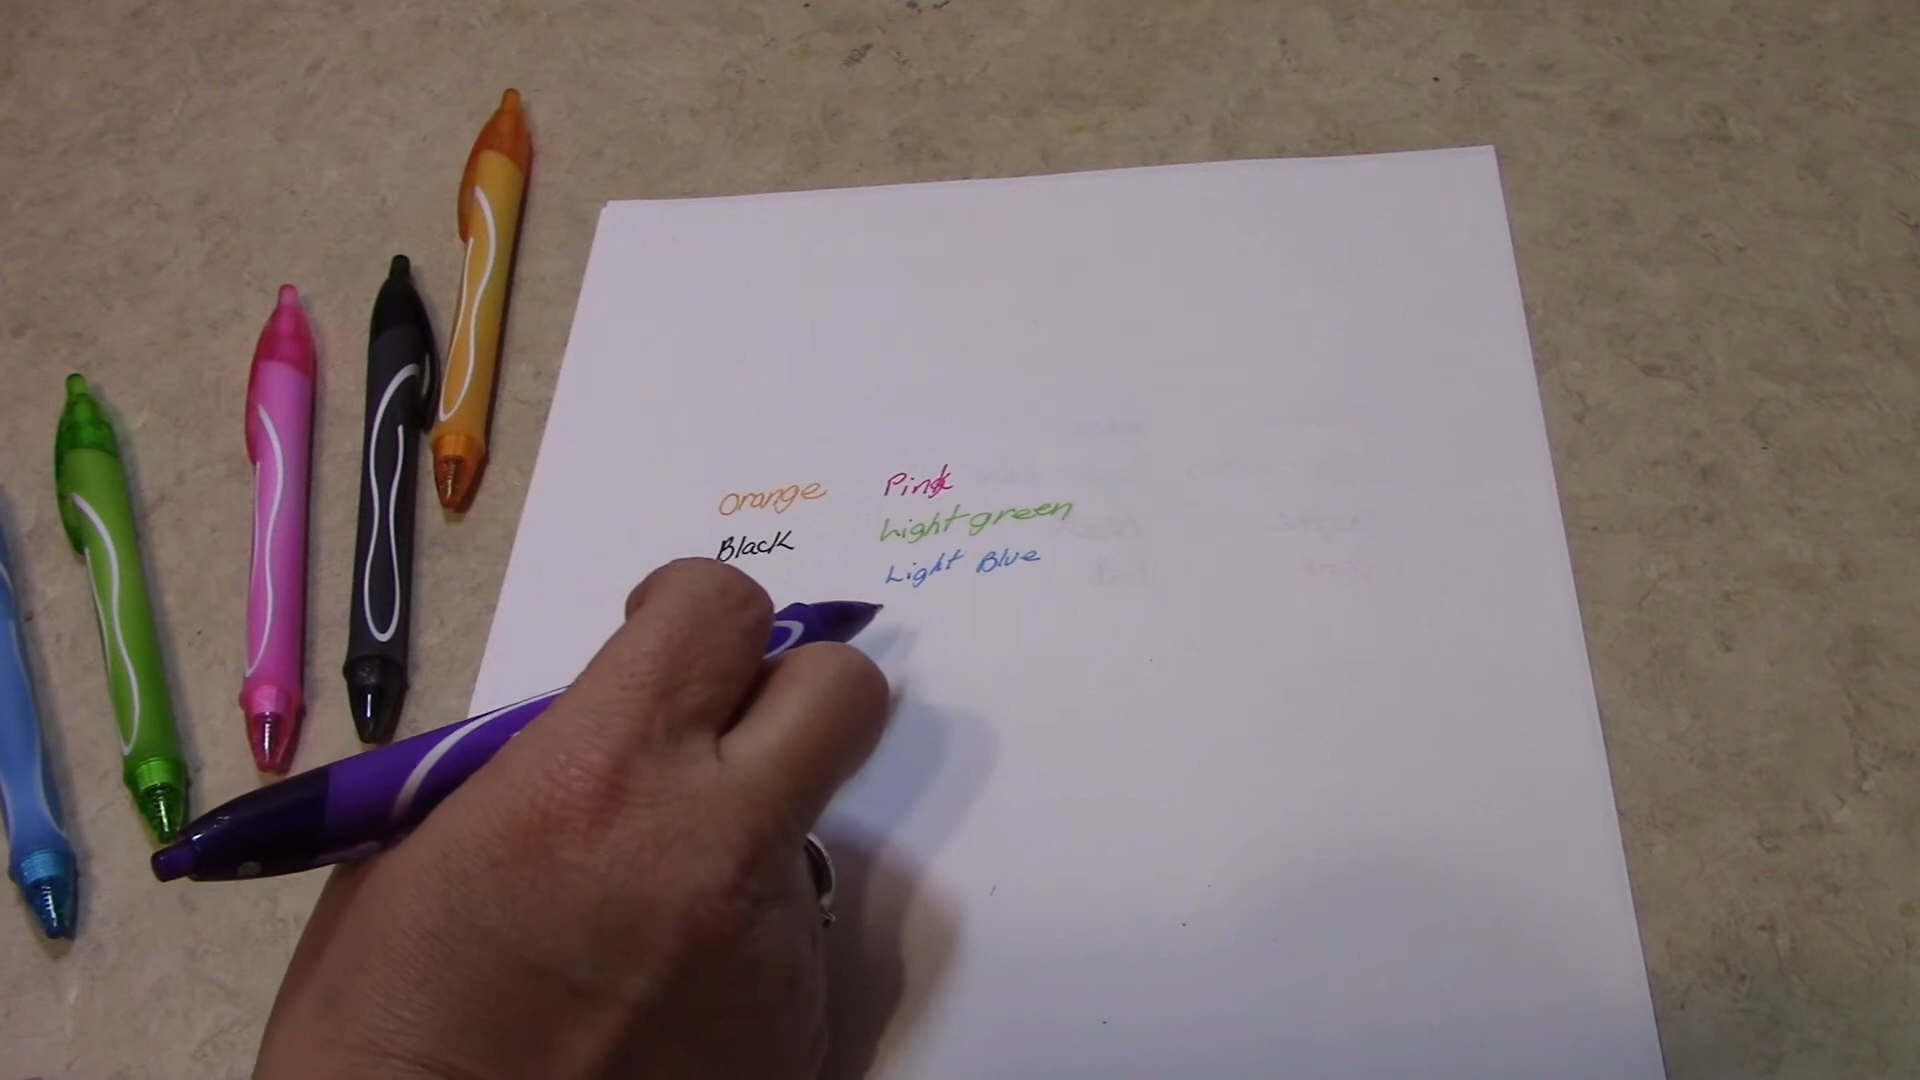 Orange
Black
Pink
Light green
Light Blue